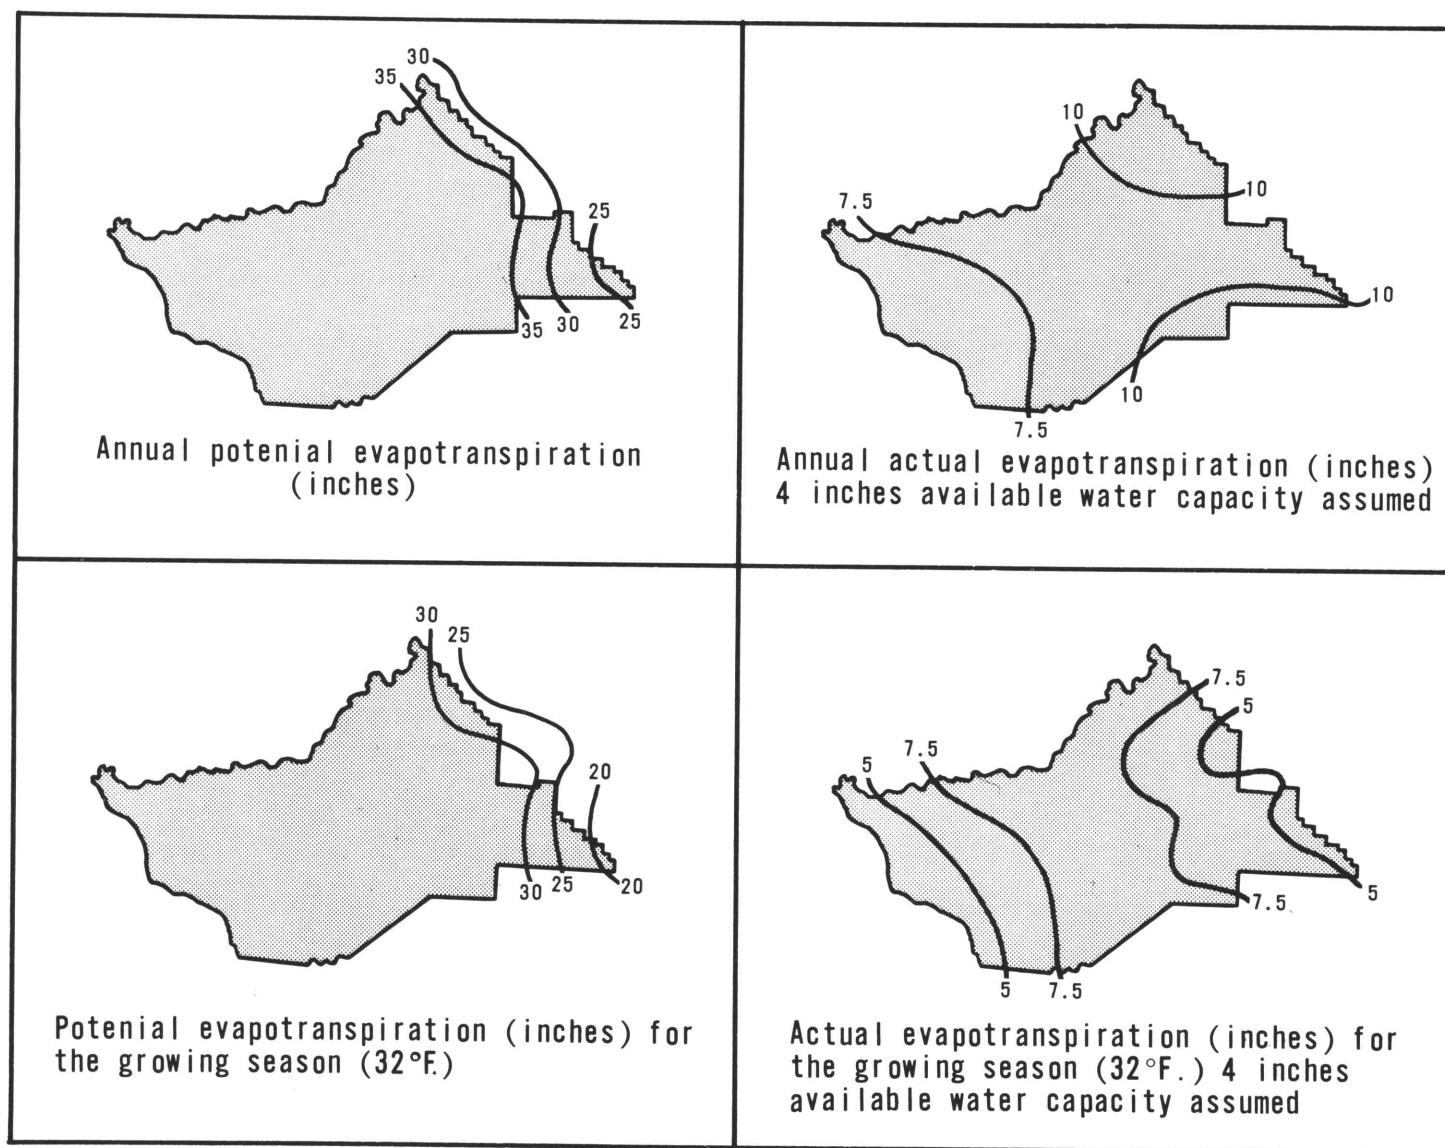 30
35
25
35
30
25
Annual potenial evapotranspiration
(inches)
10
10
7.5
10
10
7.5
Annual actual evapotranspiration (inches)
4 inches available water capacity assumed
30
25
20
30
25
20
Potenial evapotranspiration (inches) for
the growing season (32°F.)
7.5
5
7.5
5
7.5
5
5
7.5
Actual evapotranspiration (inches) for
the growing season (32°F.) 4 inches
available water capacity assumed